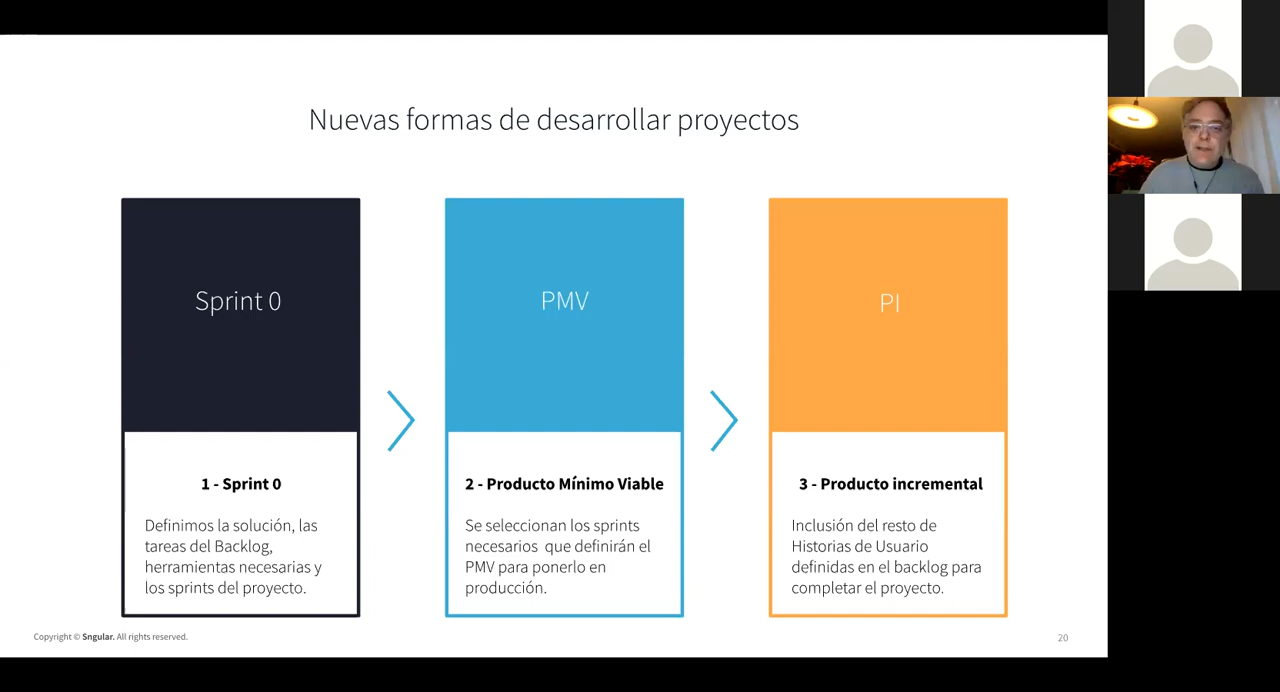 Nuevas formas de desarrollar proyectos
Sprint 0
PMV
PI
1 - Sprint 0
Definimos la solución, las
tareas del Backlog,
herramientas necesarias y
los sprints del proyecto.
2 - Producto Mínimo Viable
Se seleccionan los sprints
necesarios que definirán el
PMV para ponerlo en
producción.
3 - Producto incremental
Inclusión del resto de
Historias de Usuario
definidas en el backlog para
completar el proyecto.
Copyright © Sngular. All rights reserved.
20